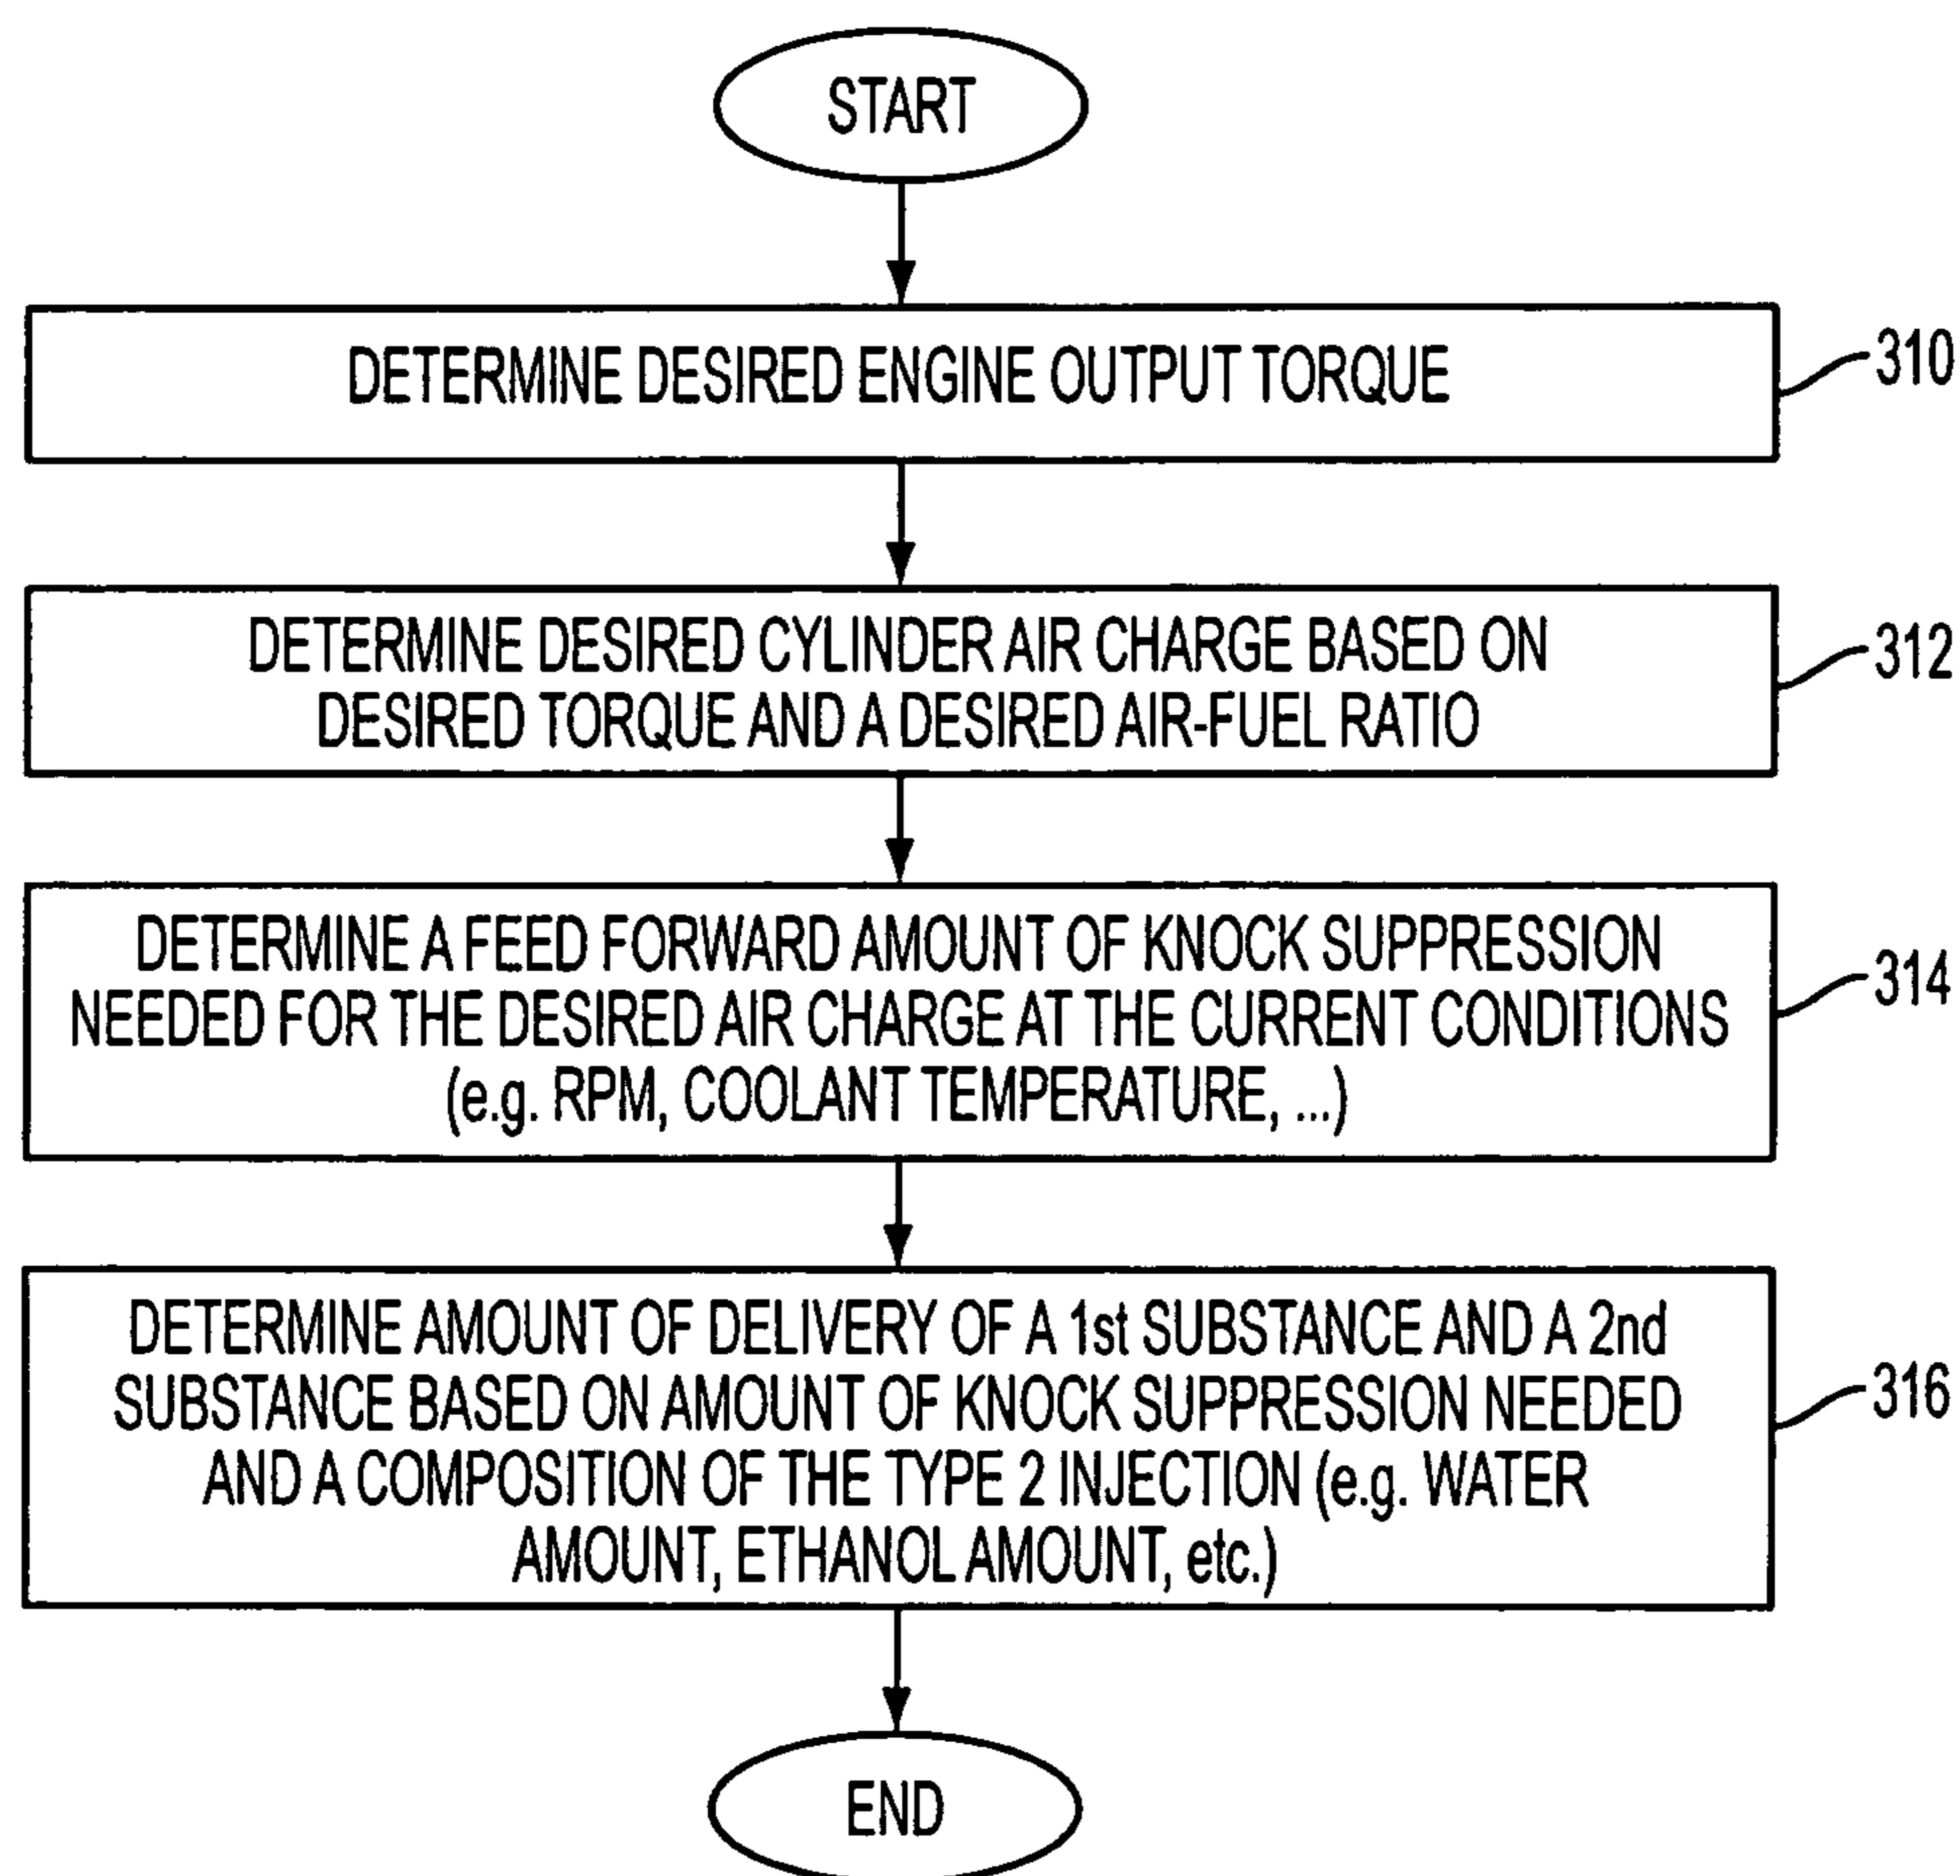 START
DETERMINE DESIRED ENGINE OUTPUT TORQUE
310
DETERMINE DESIRED CYLINDER AIR CHARGE BASED ON
DESIRED TORQUE AND A DESIRED AIR-FUEL RATIO
312
DETERMINE A FEED FORWARD AMOUNT OF KNOCK SUPPRESSION
NEEDED FOR THE DESIRED AIR CHARGE AT THE CURRENT CONDITIONS
(e.g. RPM, COOLANT TEMPERATURE, ...)
314
DETERMINE AMOUNT OF DELIVERY OF A 1st SUBSTANCE AND A 2nd
SUBSTANCE BASED ON AMOUNT OF KNOCK SUPPRESSION NEEDED
AND A COMPOSITION OF THE TYPE 2 INJECTION (e.g. WATER
AMOUNT, ETHANOL AMOUNT, etc.)
316
END